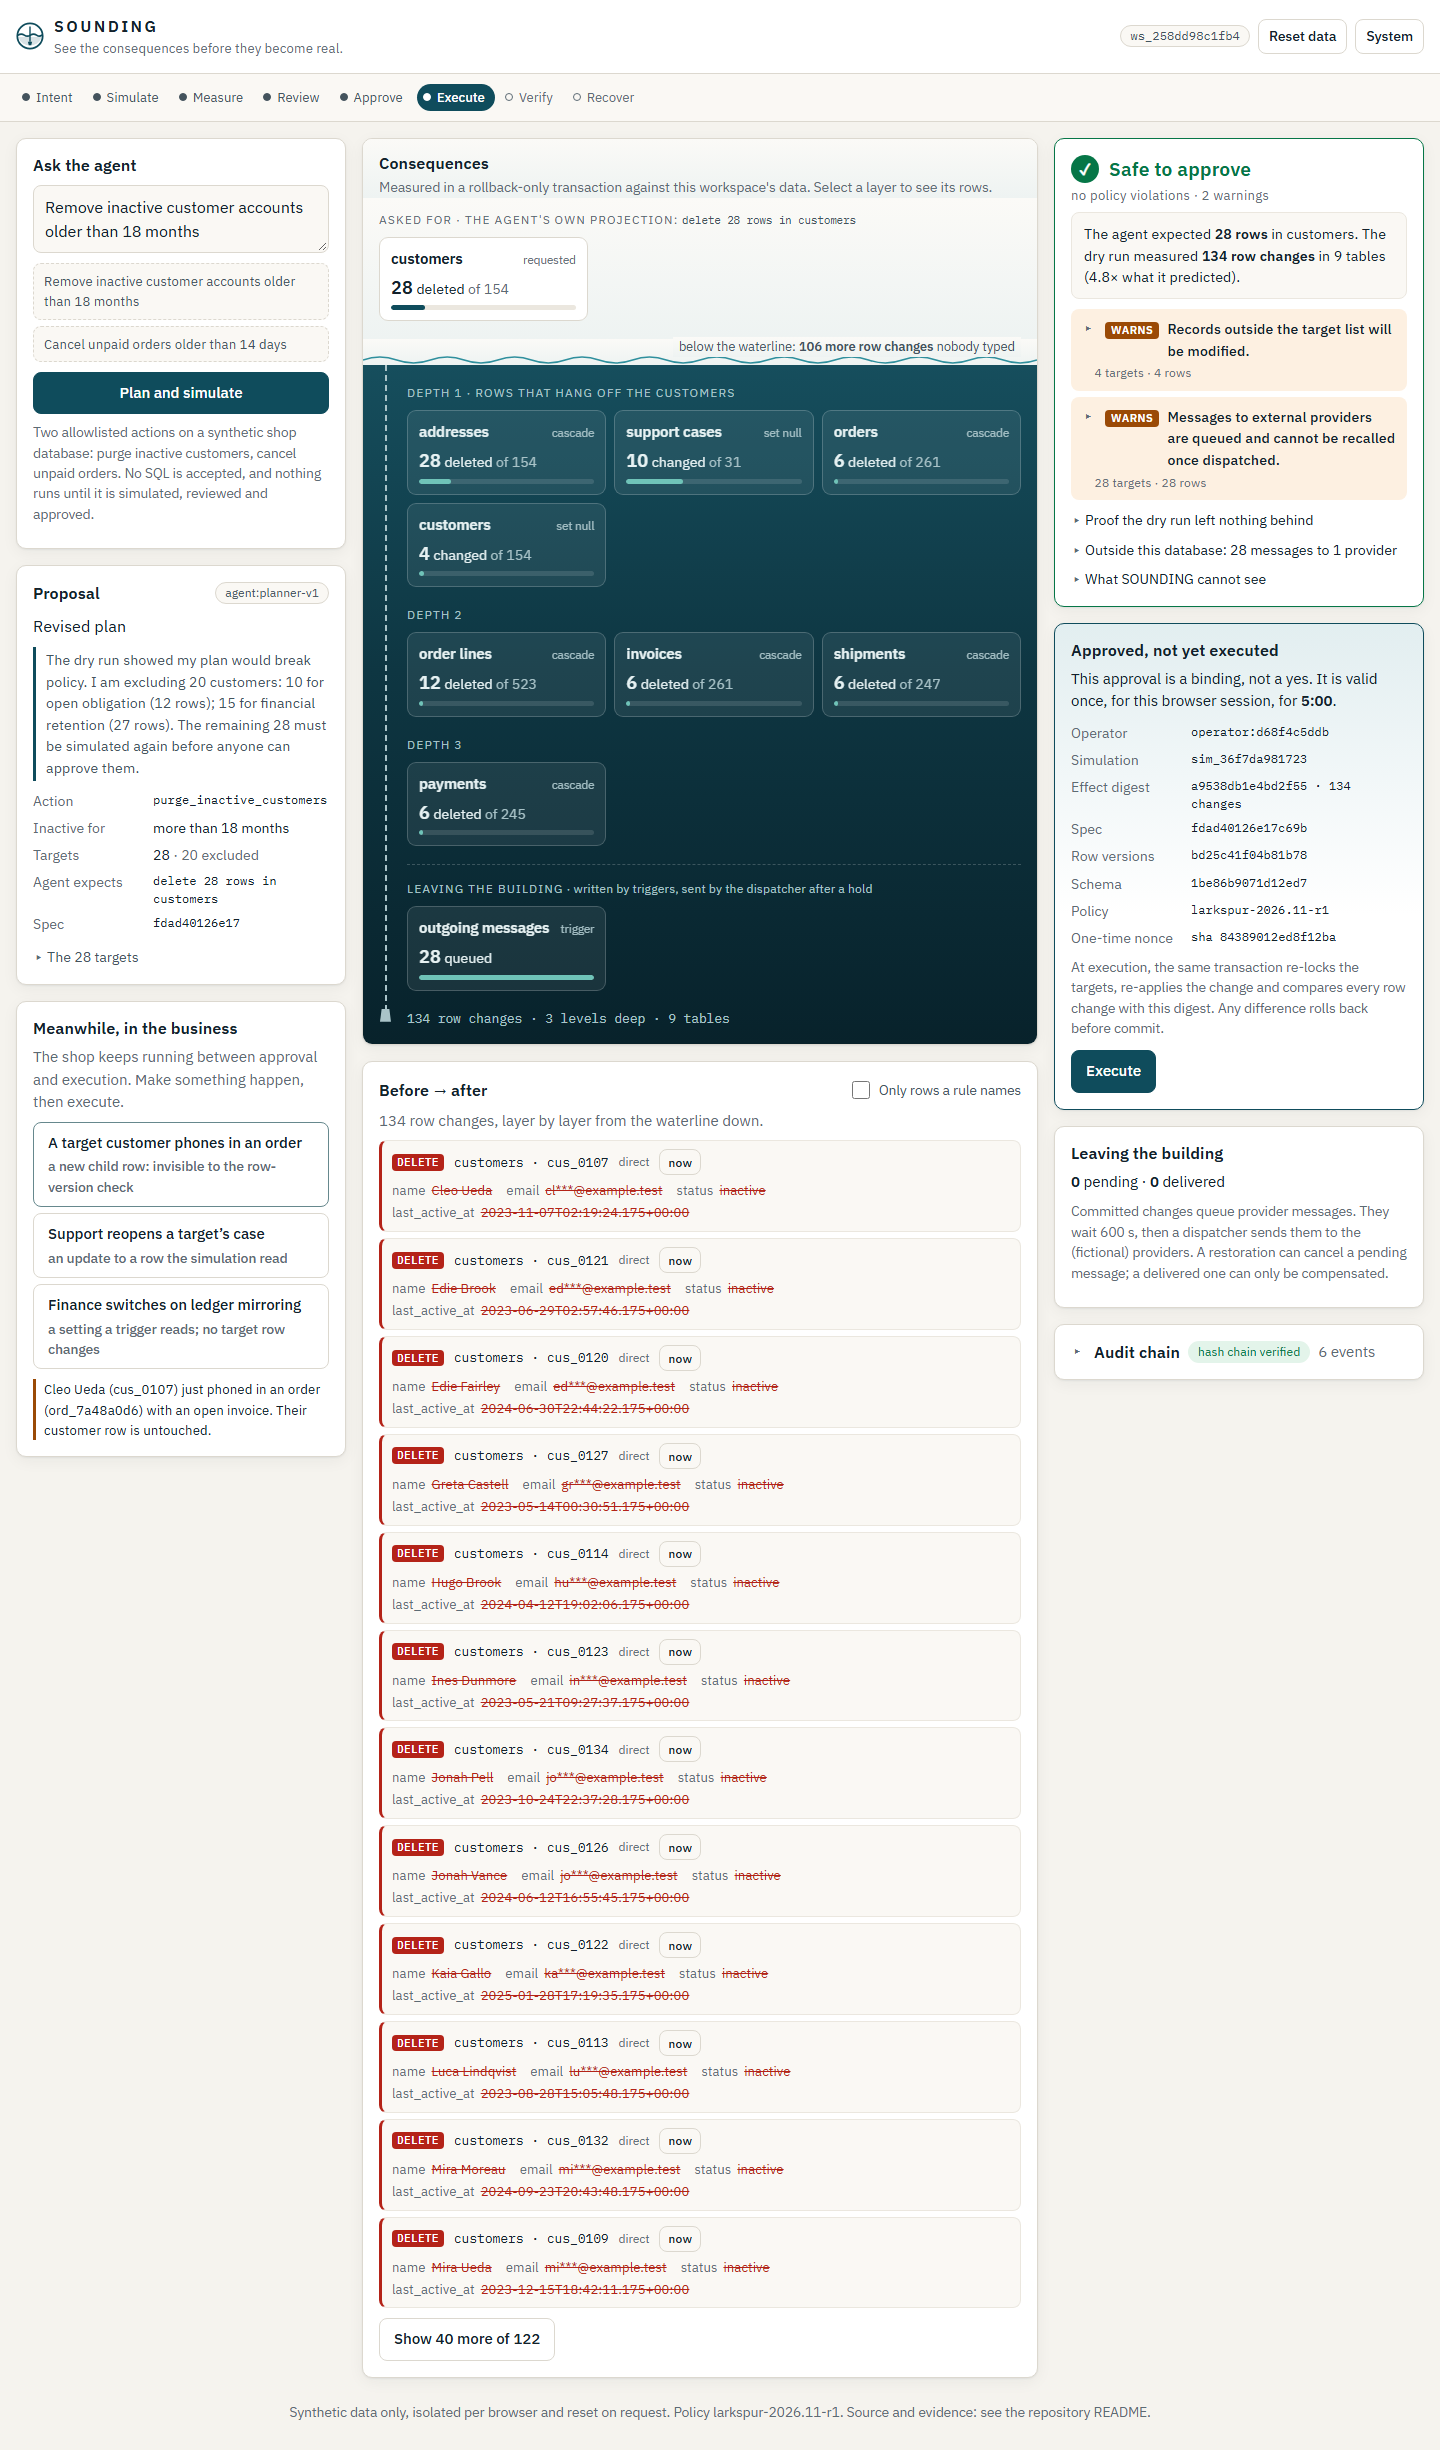 SOUNDING
See the consequences before they become real.
ws_258dd98c1fb4
Reset data
System
Intent
Simulate
Measure
Review
Approve
Execute
Verify
Recover
Ask the agent
Remove inactive customer accounts
older than 18 months
Remove inactive customer accounts older
than 18 months
Cancel unpaid orders older than 14 days
Plan and simulate
Two allowlisted actions on a synthetic shop
database: purge inactive customers, cancel
unpaid orders. No SQL is accepted, and nothing
runs until it is simulated, reviewed and
approved.
Proposal
agent:planner-v1
Revised plan
The dry run showed my plan would break
policy. I am excluding 20 customers: 10 for
open obligation (12 rows); 15 for financial
retention (27 rows). The remaining 28 must
be simulated again before anyone can
approve them.
Action purge_inactive_customers
Inactive for more than 18 months
Targets 28 · 20 excluded
Agent expects delete 28 rows in
customers
Spec fdad40126e17
The 28 targets
Meanwhile, in the business
The shop keeps running between approval
and execution. Make something happen,
then execute.
A target customer phones in an order
a new child row: invisible to the row-
version check
Support reopens a target’s case
an update to a row the simulation read
Finance switches on ledger mirroring
a setting a trigger reads; no target row
changes
Cleo Ueda (cus_0107) just phoned in an order
(ord_7a48a0d6) with an open invoice. Their
customer row is untouched.
Consequences
Measured in a rollback-only transaction against this workspace's data. Select a layer to see its rows.
ASKED FOR · THE AGENT'S OWN PROJECTION: delete 28 rows in customers
customers requested
28 deleted of 154
below the waterline: 106 more row changes nobody typed
DEPTH 1 · ROWS THAT HANG OFF THE CUSTOMERS
addresses cascade
28 deleted of 154
support cases set null
10 changed of 31
orders cascade
6 deleted of 261
customers set null
4 changed of 154
DEPTH 2
order lines cascade
12 deleted of 523
invoices cascade
6 deleted of 261
shipments cascade
6 deleted of 247
DEPTH 3
payments cascade
6 deleted of 245
LEAVING THE BUILDING · written by triggers, sent by the dispatcher after a hold
outgoing messages trigger
28 queued
134 row changes · 3 levels deep · 9 tables
Before → after
Only rows a rule names
134 row changes, layer by layer from the waterline down.
DELETE customers · cus_0107 direct now
name Cleo Ueda email cl***@example.test status inactive
last_active_at 2023-11-07T02:19:24.175+00:00
DELETE customers · cus_0121 direct now
name Edie Brook email ed***@example.test status inactive
last_active_at 2023-06-29T02:57:46.175+00:00
DELETE customers · cus_0120 direct now
name Edie Fairley email ed***@example.test status inactive
last_active_at 2024-06-30T22:44:22.175+00:00
DELETE customers · cus_0127 direct now
name Greta Castell email gr***@example.test status inactive
last_active_at 2023-05-14T00:30:51.175+00:00
DELETE customers · cus_0114 direct now
name Hugo Brook email hu***@example.test status inactive
last_active_at 2024-04-12T19:02:06.175+00:00
DELETE customers · cus_0123 direct now
name Ines Dunmore email in***@example.test status inactive
last_active_at 2023-05-21T09:27:37.175+00:00
DELETE customers · cus_0134 direct now
name Jonah Pell email jo***@example.test status inactive
last_active_at 2023-10-24T22:37:28.175+00:00
DELETE customers · cus_0126 direct now
name Jonah Vance email jo***@example.test status inactive
last_active_at 2024-06-12T16:55:45.175+00:00
DELETE customers · cus_0122 direct now
name Kaia Gallo email ka***@example.test status inactive
last_active_at 2025-01-28T17:19:35.175+00:00
DELETE customers · cus_0113 direct now
name Luca Lindqvist email lu***@example.test status inactive
last_active_at 2023-08-28T15:05:48.175+00:00
DELETE customers · cus_0132 direct now
name Mira Moreau email mi***@example.test status inactive
last_active_at 2024-09-23T20:43:48.175+00:00
DELETE customers · cus_0109 direct now
name Mira Ueda email mi***@example.test status inactive
last_active_at 2023-12-15T18:42:11.175+00:00
Show 40 more of 122
Safe to approve
no policy violations · 2 warnings
The agent expected 28 rows in customers. The
dry run measured 134 row changes in 9 tables
(4.8× what it predicted).
WARNS Records outside the target list will
be modified.
4 targets · 4 rows
WARNS Messages to external providers
are queued and cannot be recalled
once dispatched.
28 targets · 28 rows
Proof the dry run left nothing behind
Outside this database: 28 messages to 1 provider
What SOUNDING cannot see
Approved, not yet executed
This approval is a binding, not a yes. It is valid
once, for this browser session, for 5:00.
Operator operator:d68f4c5ddb
Simulation sim_36f7da981723
Effect digest a9538db1e4bd2f55 · 134
changes
Spec fdad40126e17c69b
Row versions bd25c41f04b81b78
Schema 1be86b9071d12ed7
Policy larkspur-2026.11-r1
One-time nonce sha 84389012ed8f12ba
At execution, the same transaction re-locks the
targets, re-applies the change and compares every row
change with this digest. Any difference rolls back
before commit.
Execute
Leaving the building
0 pending · 0 delivered
Committed changes queue provider messages. They
wait 600 s, then a dispatcher sends them to the
(fictional) providers. A restoration can cancel a pending
message; a delivered one can only be compensated.
Audit chain hash chain verified 6 events
Synthetic data only, isolated per browser and reset on request. Policy larkspur-2026.11-r1. Source and evidence: see the repository README.